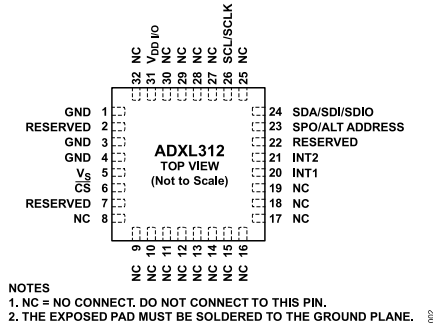 32 NC
31 VDD I/O
30 NC
29 NC
28 NC
27 NC
26 SCL/SCLK
25 NC
GND 1
RESERVED 2
GND 3
GND 4
VS 5
CS 6
RESERVED 7
NC 8
ADXL312
TOP VIEW
(Not to Scale)
24 SDA/SDI/SDIO
23 SPO/ALT ADDRESS
22 RESERVED
21 INT2
20 INT1
19 NC
18 NC
17 NC
NC 9
NC 10
NC 11
NC 12
NC 13
NC 14
NC 15
NC 16
NOTES
1. NC = NO CONNECT. DO NOT CONNECT TO THIS PIN.
2. THE EXPOSED PAD MUST BE SOLDERED TO THE GROUND PLANE.